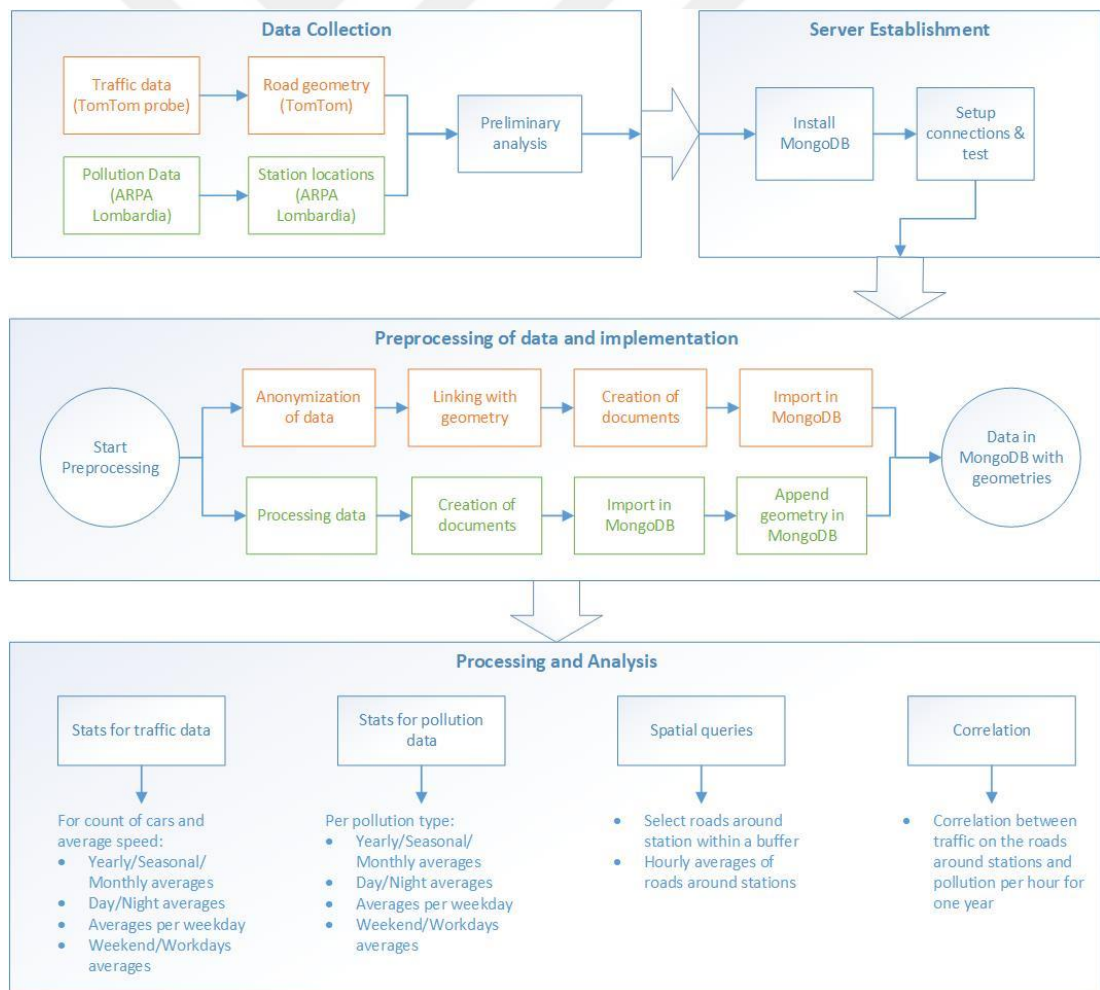 Data Collection
Traffic data
(TomTom probe)
Road geometry
(TomTom)
Pollution Data
(ARPA
Lombardia)
Station locations
(ARPA
Lombardia)
Preliminary
analysis
Server Establishment
Install
MongoDB
Setup
connections &
test
Preprocessing of data and implementation
Start
Preprocessing
Anonymization
of data
Linking with
geometry
Creation of
documents
Import in
MongoDB
Processing data
Creation of
documents
Import in
MongoDB
Append
geometry in
MongoDB
Data in
MongoDB with
geometries
Processing and Analysis
Stats for traffic data
For count of cars and
average speed:
• Yearly/Seasonal/
Monthly averages
• Day/Night averages
• Averages per weekday
• Weekend/Workdays
averages
Stats for pollution
data
Per pollution type:
• Yearly/Seasonal/
Monthly averages
• Day/Night averages
• Averages per weekday
• Weekend/Workdays
averages
Spatial queries
• Select roads around
station within a buffer
• Hourly averages of
roads around stations
Correlation
• Correlation between
traffic on the roads
around stations and
pollution per hour for
one year